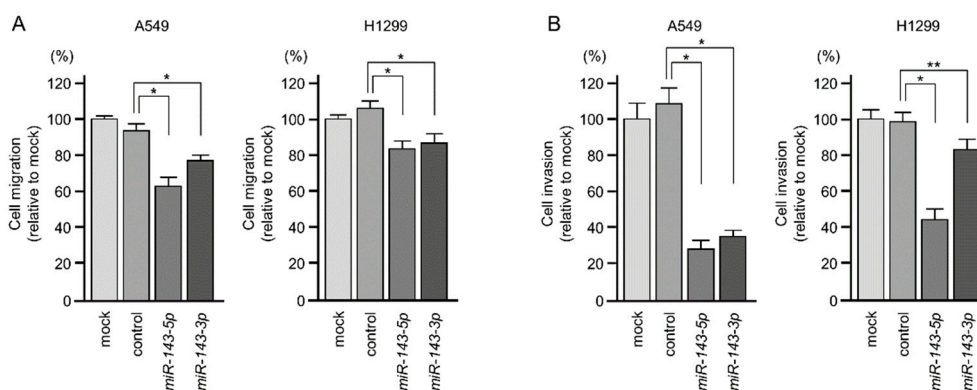 A
B
A549
H1299
A549
H1299
(%)
*
*
120
100
80
60
40
20
0
Cell migration
(relative to mock)
mock
control
miR-143-5p
miR-143-3p
(%)
*
*
120
100
80
60
40
20
0
Cell migration
(relative to mock)
mock
control
miR-143-5p
miR-143-3p
(%)
*
*
120
100
80
60
40
20
0
Cell invasion
(relative to mock)
mock
control
miR-143-5p
miR-143-3p
(%)
**
*
120
100
80
60
40
20
0
Cell invasion
(relative to mock)
mock
control
miR-143-5p
miR-143-3p